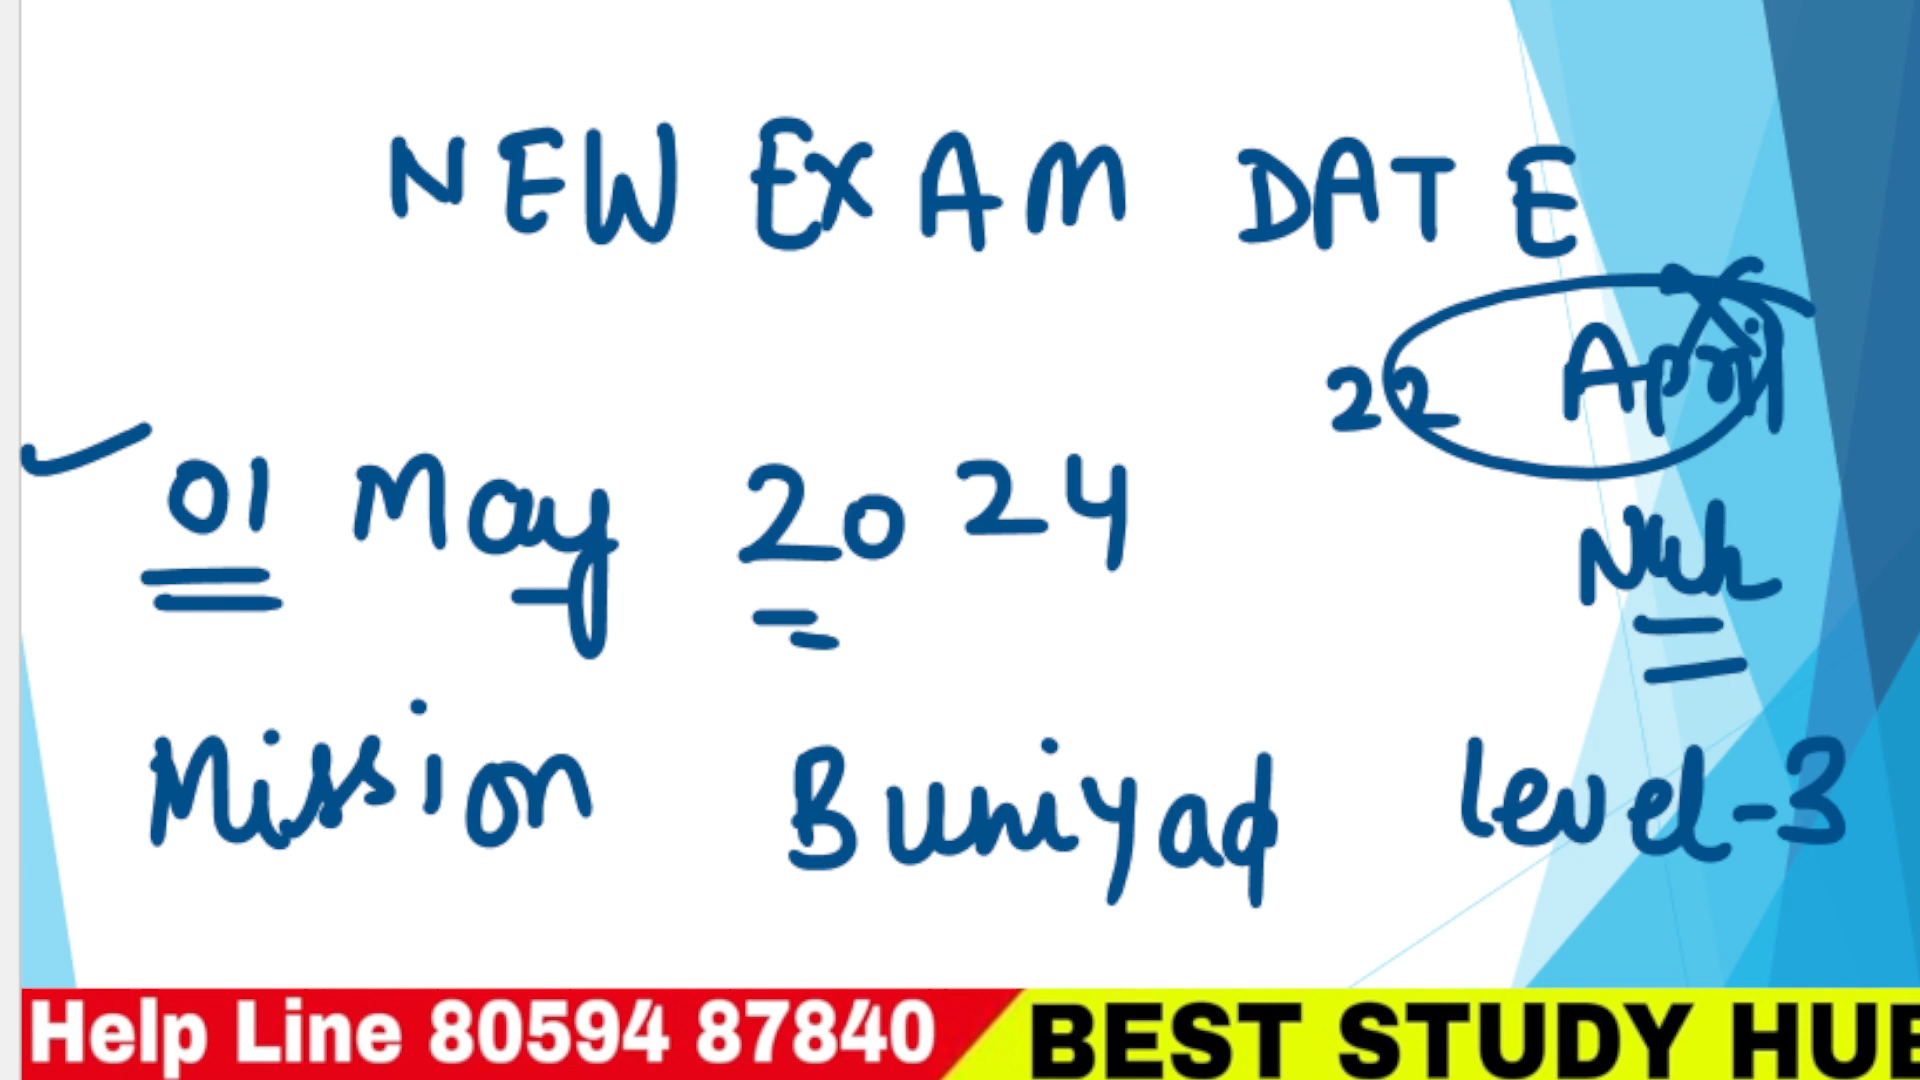 NEW EXAM DATE
22 April
01 May 2024
Nuh
Mission Buniyad Level-3
Help Line 80594 87840
BEST STUDY HUB